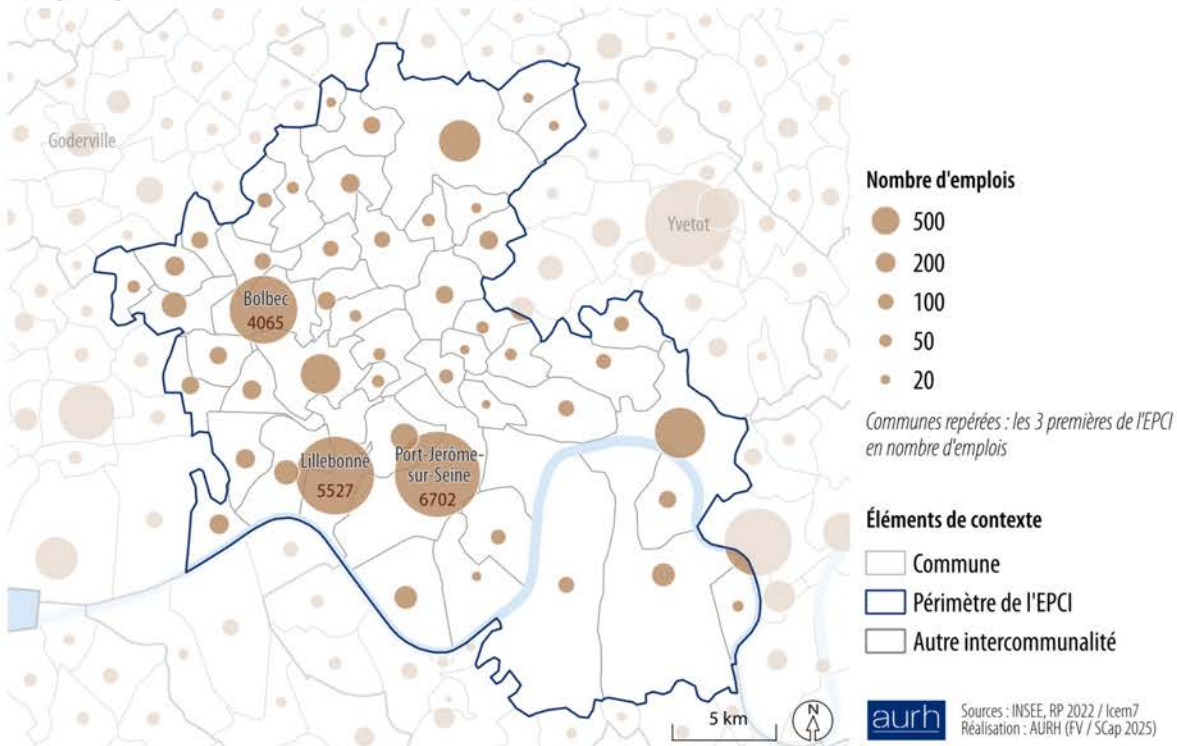 Goderville
Yvetot
Bolbec
4065
Lillebonne
5527
Port-Jérôme-
sur-Seine
6702
5 km
N
Nombre d'emplois
500
200
100
50
20
Communes repérées : les 3 premières de l'EPCI
en nombre d'emplois
Éléments de contexte
Commune
Périmètre de l'EPCI
Autre intercommunalité
aurh
Sources : INSEE, RP 2022 / Icem7
Réalisation : AURH (FV / SCap 2025)